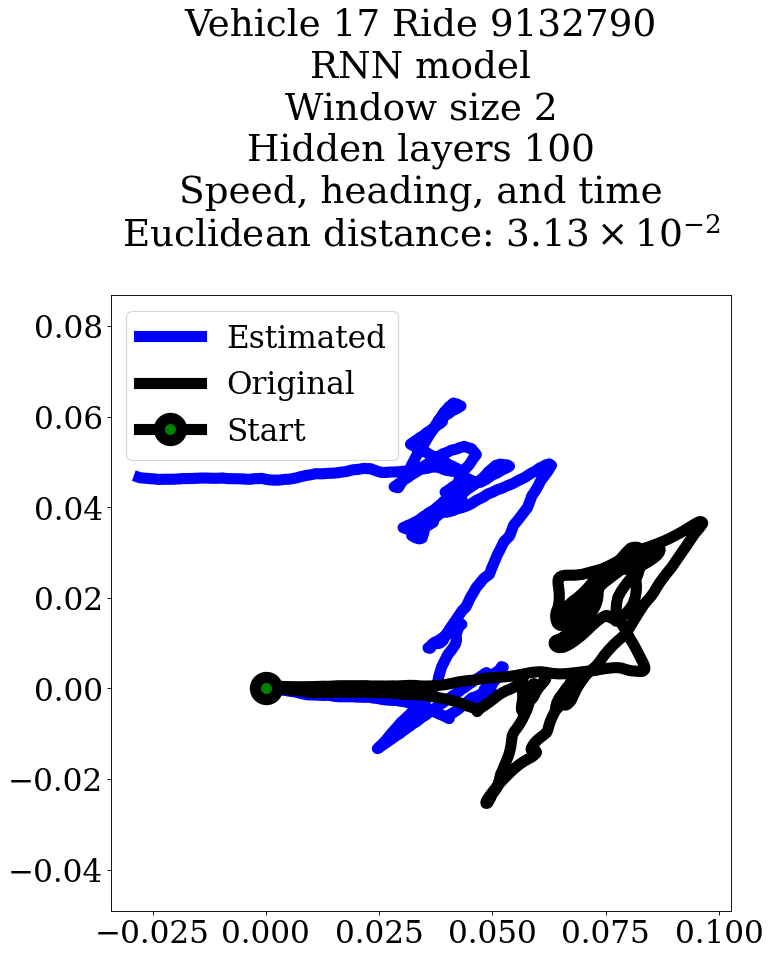 Vehicle 17 Ride 9132790
RNN model
Window size 2
Hidden layers 100
Speed, heading, and time
Euclidean distance: 3.13 × 10⁻²
Estimated
Original
Start
0.08
0.06
0.04
0.02
0.00
−0.02
−0.04
−0.025 0.000 0.025 0.050 0.075 0.100